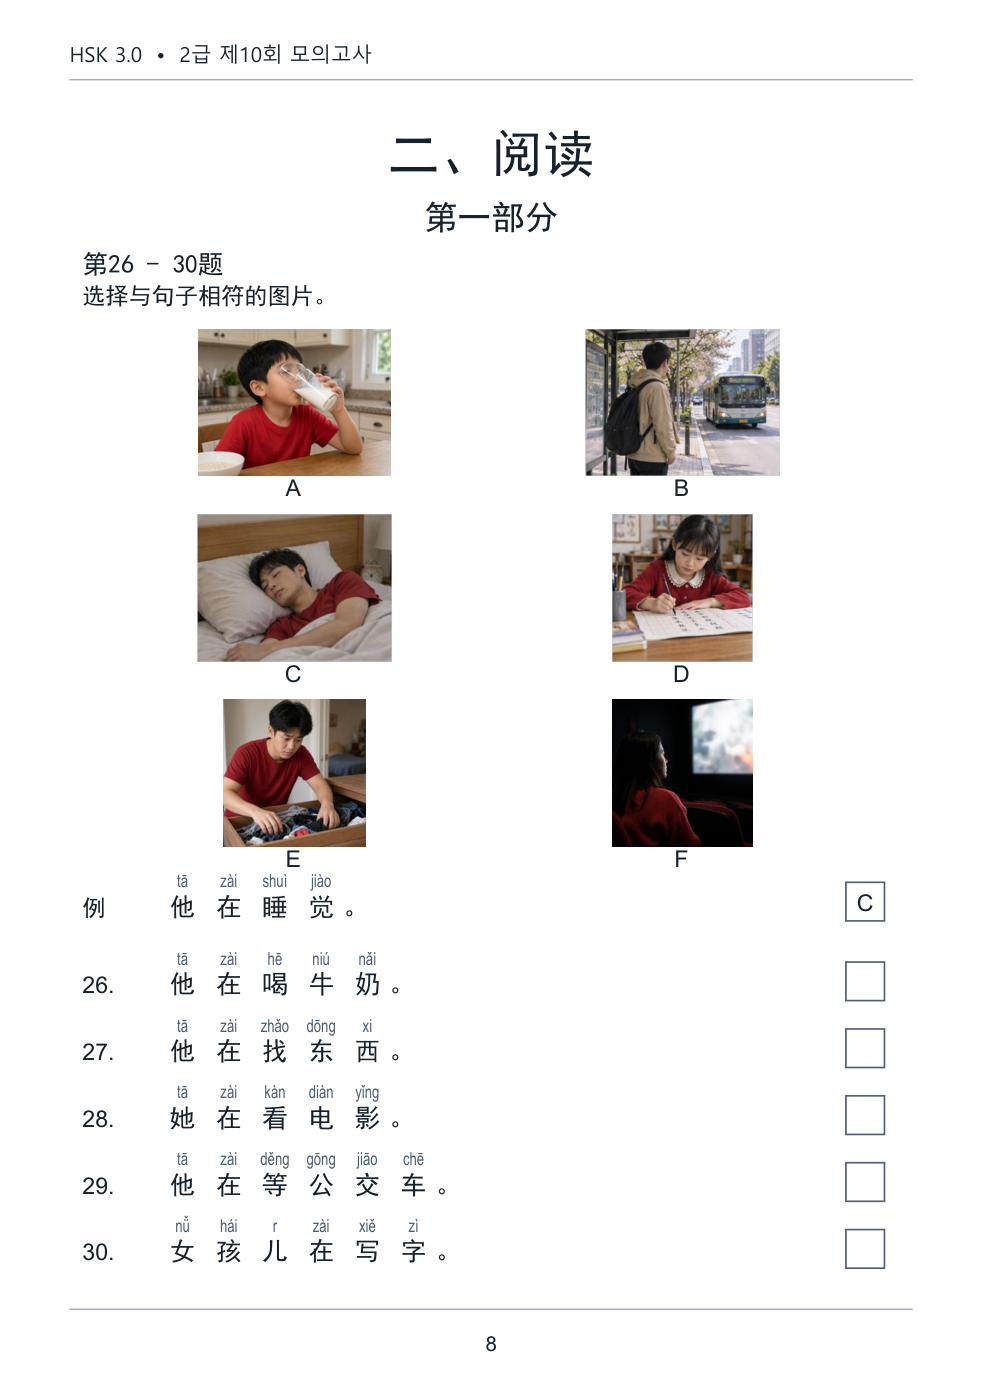 HSK 3.0 • 2급 제10회 모의고사
二、阅读
第一部分
第26 – 30题
选择与句子相符的图片。
A
B
C
D
E
F
tā zài shuì jiào
例 他在睡觉。 C
tā zài hē niú nǎi
26. 他在喝牛奶。
tā zài zhǎo dōng xi
27. 他在找东西。
tā zài kàn diàn yǐng
28. 她在看电影。
tā zài děng gōng jiāo chē
29. 他在等公交车。
nǚ hái r zài xiě zì
30. 女孩儿在写字。
8